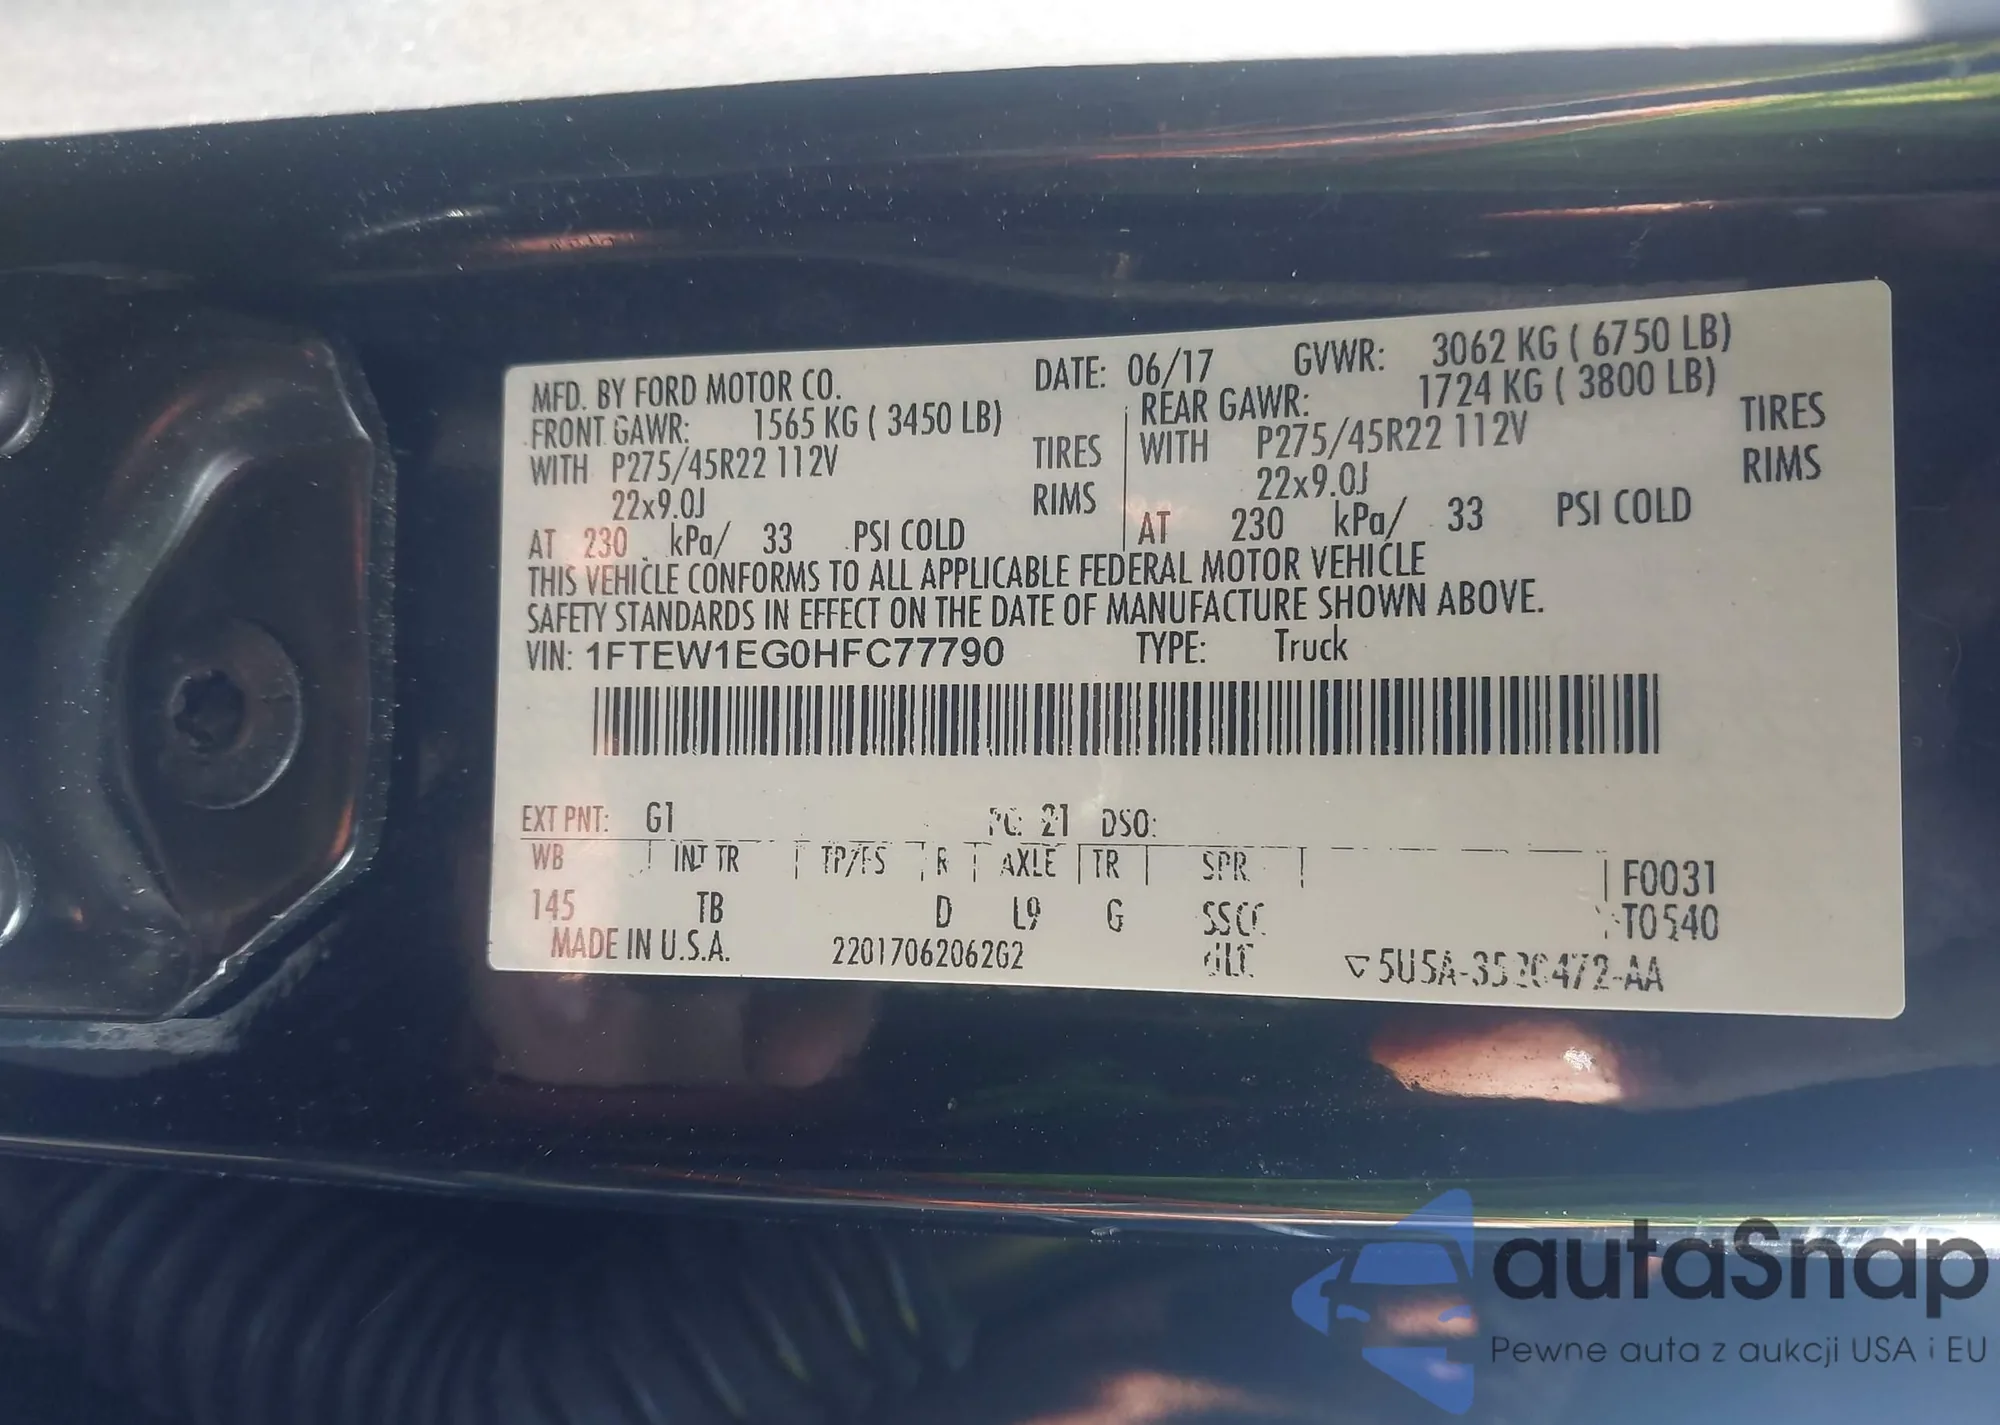 MFD. BY FORD MOTOR CO. DATE: 06/17 GVWR: 3062 KG ( 6750 LB)
FRONT GAWR: 1565 KG ( 3450 LB) REAR GAWR: 1724 KG ( 3800 LB)
WITH P275/45R22 112V TIRES WITH P275/45R22 112V TIRES
22x9.0J RIMS 22x9.0J RIMS
AT 230 kPa/ 33 PSI COLD AT 230 kPa/ 33 PSI COLD
THIS VEHICLE CONFORMS TO ALL APPLICABLE FEDERAL MOTOR VEHICLE
SAFETY STANDARDS IN EFFECT ON THE DATE OF MANUFACTURE SHOWN ABOVE.
VIN: 1FTEW1EG0HFC77790 TYPE: Truck
EXT PNT: G1 21 DSO:
WB INT TR TP/PS R AXLE TR SPR F0031
145 TB D L9 G T0540
MADE IN U.S.A. 22017062062G2
autaSnap
Pewne auta z aukcji USA i EU